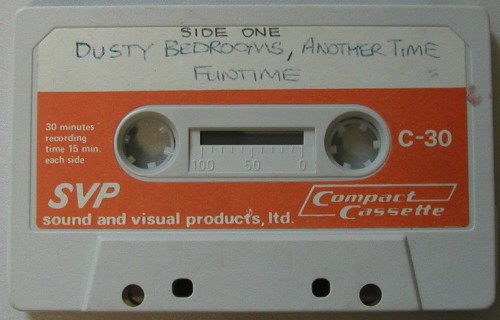 SIDE ONE
DUSTY BEDROOMS, ANOTHER TIME
FUNTIME
30 minutes
recording
time 15 min.
each side
C-30
100 50 0
SVP
sound and visual products, ltd.
Compact
Cassette